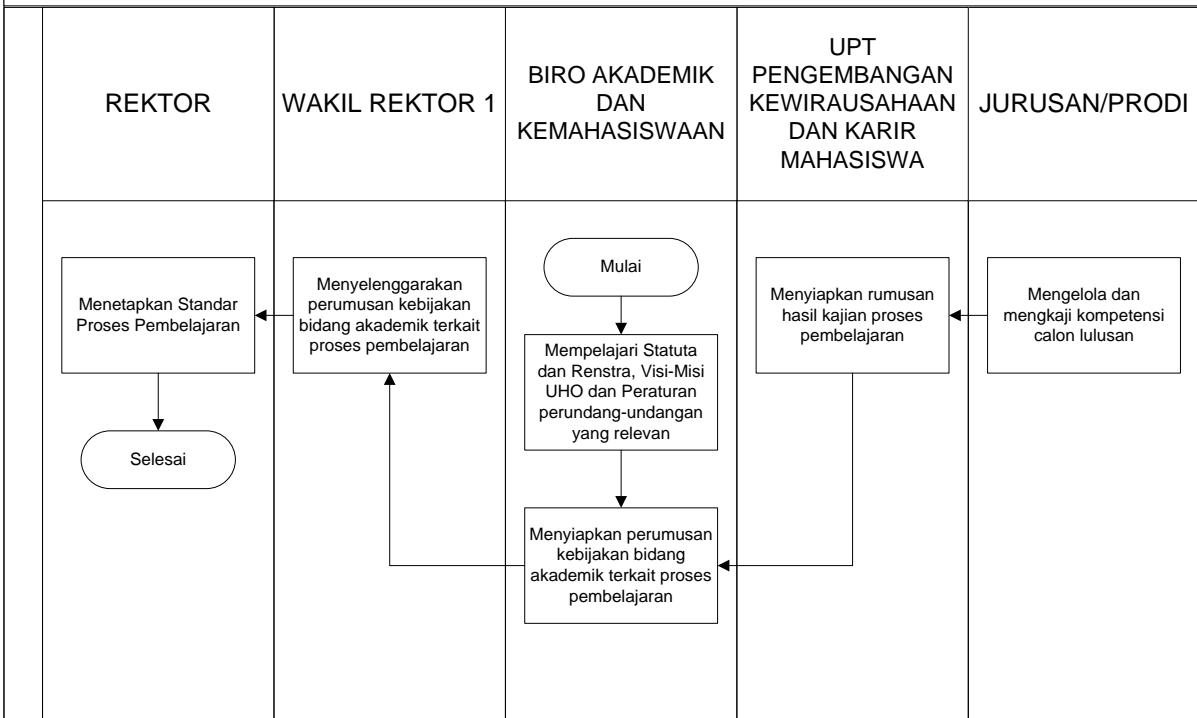 REKTOR
WAKIL REKTOR 1
BIRO AKADEMIK
DAN
KEMAHASISWAAN
UPT
PENGEMBANGAN
KEWIRAUSAHAAN
DAN KARIR
MAHASISWA
JURUSAN/PRODI
Menetapkan Standar
Proses Pembelajaran
Selesai
Menyelenggarakan
perumusan kebijakan
bidang akademik terkait
proses pembelajaran
Mulai
Mempelajari Statuta
dan Renstra, Visi-Misi
UHO dan Peraturan
perundang-undangan
yang relevan
Menyiapkan perumusan
kebijakan bidang
akademik terkait proses
pembelajaran
Menyiapkan rumusan
hasil kajian proses
pembelajaran
Mengelola dan
mengkaji kompetensi
calon lulusan